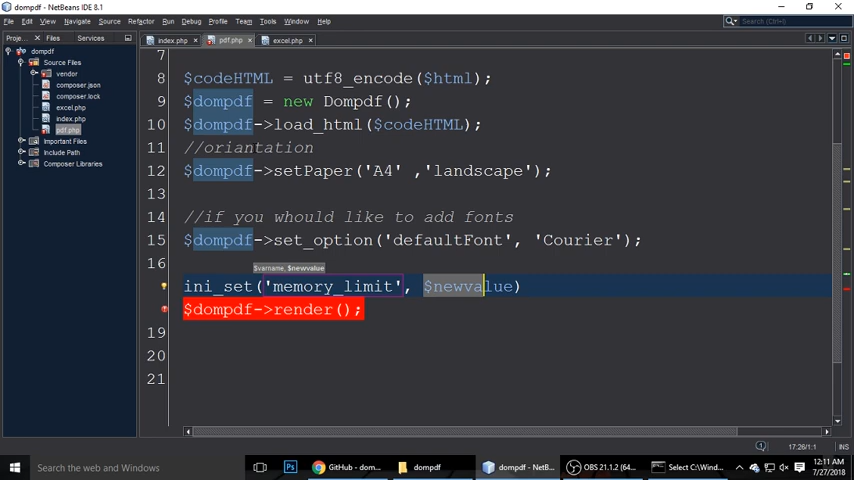 dompdf - NetBeans IDE 8.1
File Edit View Navigate Source Refactor Run Debug Profile Team Tools Window Help
Search (Ctrl+I)
Proje... Files Services
index.php pdf.php excel.php
dompdf
Source Files
vendor
composer.json
composer.lock
excel.php
index.php
pdf.php
Important Files
Include Path
Composer Libraries
7
8 $codeHTML = utf8_encode($html);
9 $dompdf = new Dompdf();
10 $dompdf->load_html($codeHTML);
11 //oriantation
12 $dompdf->setPaper('A4' ,'landscape');
13
14 //if you whould like to add fonts
15 $dompdf->set_option('defaultFont', 'Courier');
16
$varname, $newvalue
ini_set('memory_limit', $newvalue)
$dompdf->render();
19
20
21
17:26/1:1 INS
Search the web and Windows
GitHub - dom...
dompdf
dompdf - NetB...
OBS 21.1.2 (64...
Select C:\Wind...
12:11 AM
7/27/2018